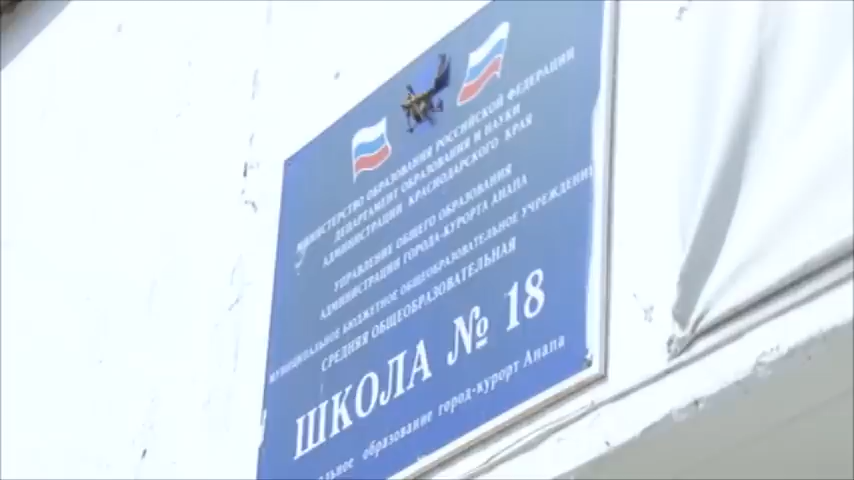 МИНИСТЕРСТВО ОБРАЗОВАНИЯ РОССИЙСКОЙ ФЕДЕРАЦИИ
ДЕПАРТАМЕНТ ОБРАЗОВАНИЯ И НАУКИ
АДМИНИСТРАЦИИ КРАСНОДАРСКОГО КРАЯ
УПРАВЛЕНИЕ ОБЩЕГО ОБРАЗОВАНИЯ
АДМИНИСТРАЦИИ ГОРОДА-КУРОРТА АНАПА
МУНИЦИПАЛЬНОЕ БЮДЖЕТНОЕ ОБЩЕОБРАЗОВАТЕЛЬНОЕ УЧРЕЖДЕНИЕ
СРЕДНЯЯ ОБЩЕОБРАЗОВАТЕЛЬНАЯ
ШКОЛА № 18
образование город-курорт Анапа